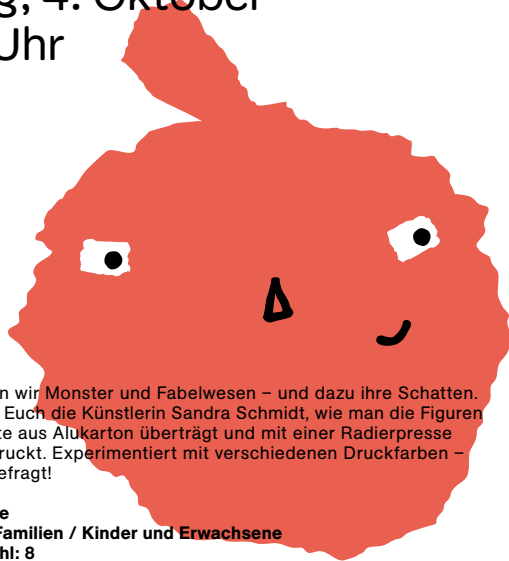 g, 4. Oktober
Uhr
n wir Monster und Fabelwesen – und dazu ihre Schatten.
Euch die Künstlerin Sandra Schmidt, wie man die Figuren
te aus Alukarton überträgt und mit einer Radierpresse
ruckt. Experimentiert mit verschiedenen Druckfarben –
efragt!
e
Familien / Kinder und Erwachsene
hl: 8